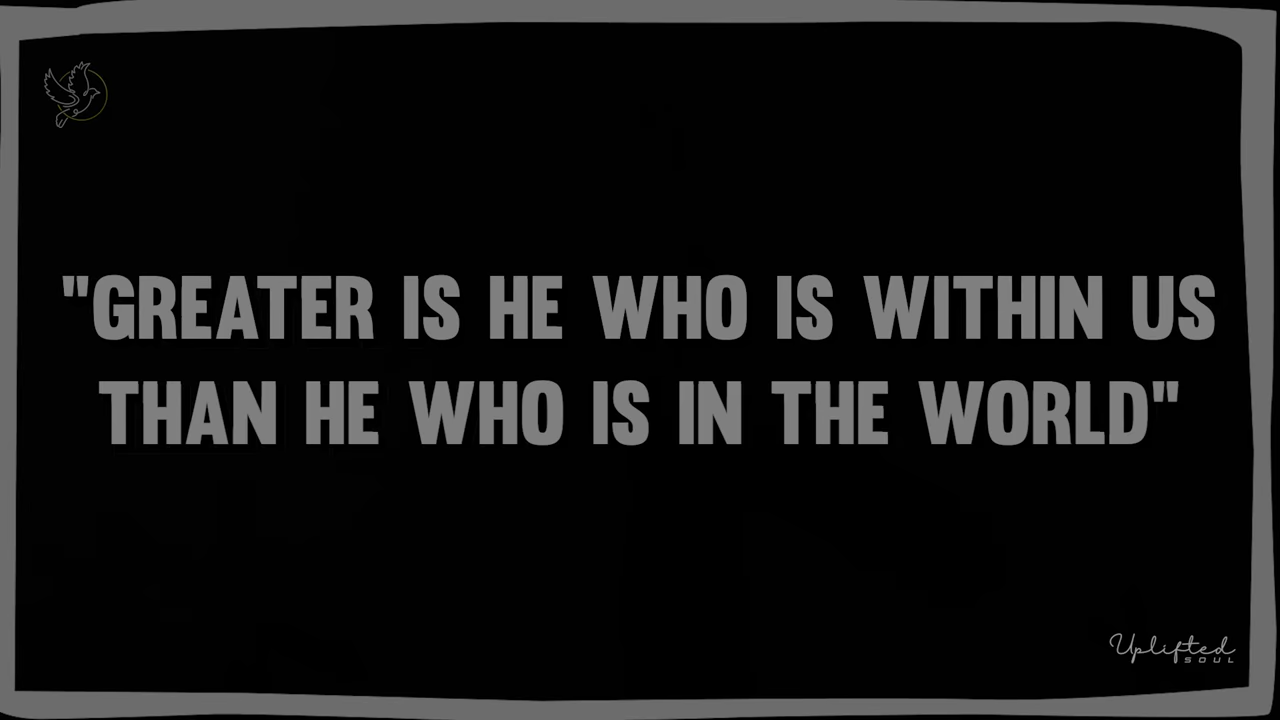 "GREATER IS HE WHO IS WITHIN US
THAN HE WHO IS IN THE WORLD"
Uplifted
SOUL